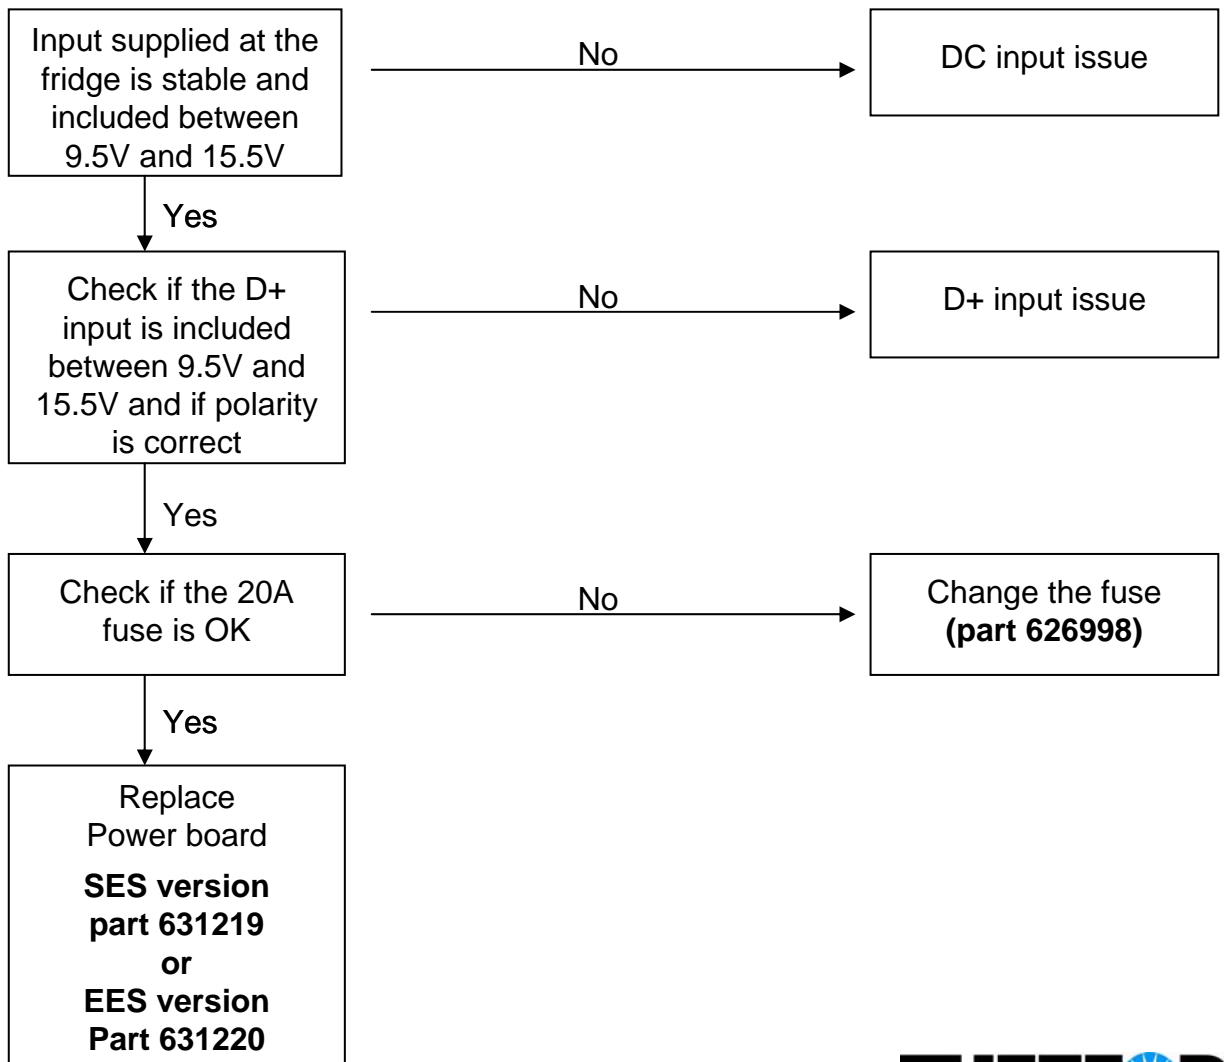 Input supplied at the
fridge is stable and
included between
9.5V and 15.5V
No
DC input issue
Yes
Check if the D+
input is included
between 9.5V and
15.5V and if polarity
is correct
No
D+ input issue
Yes
Check if the 20A
fuse is OK
No
Change the fuse
(part 626998)
Yes
Replace
Power board
SES version
part 631219
or
EES version
Part 631220